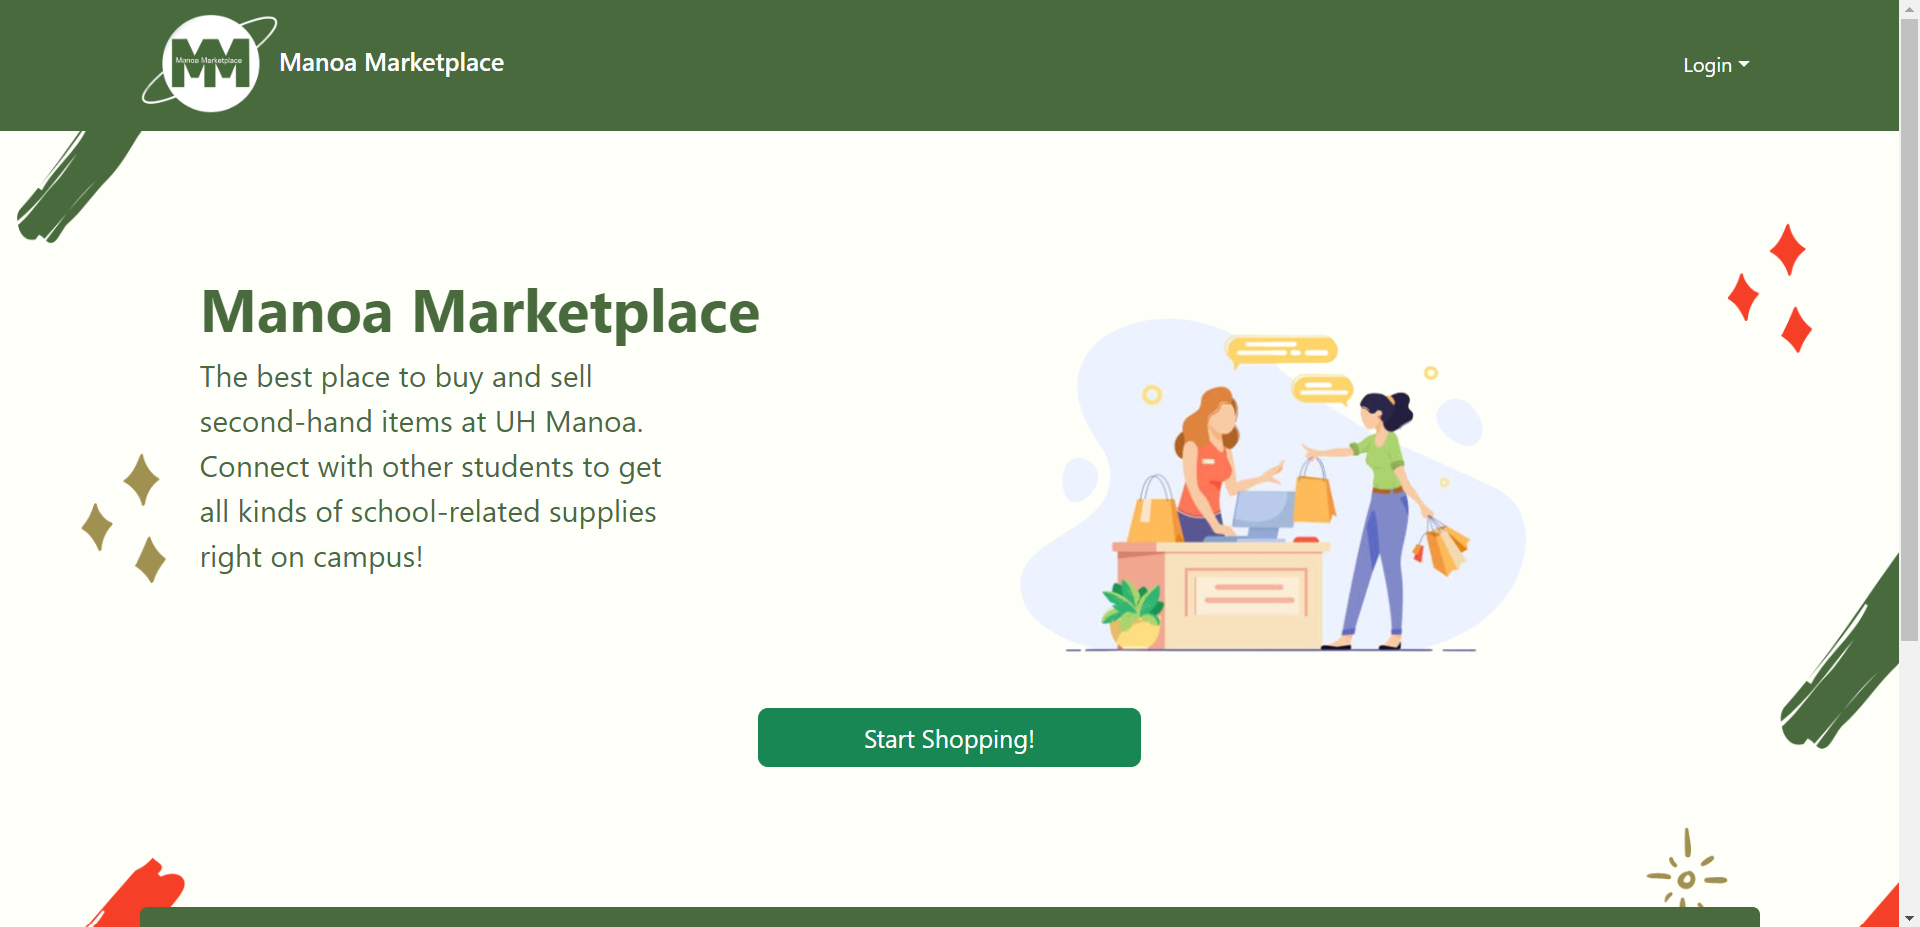 Manoa Marketplace
Manoa Marketplace
Login
Manoa Marketplace
The best place to buy and sell
second-hand items at UH Manoa.
Connect with other students to get
all kinds of school-related supplies
right on campus!
Start Shopping!